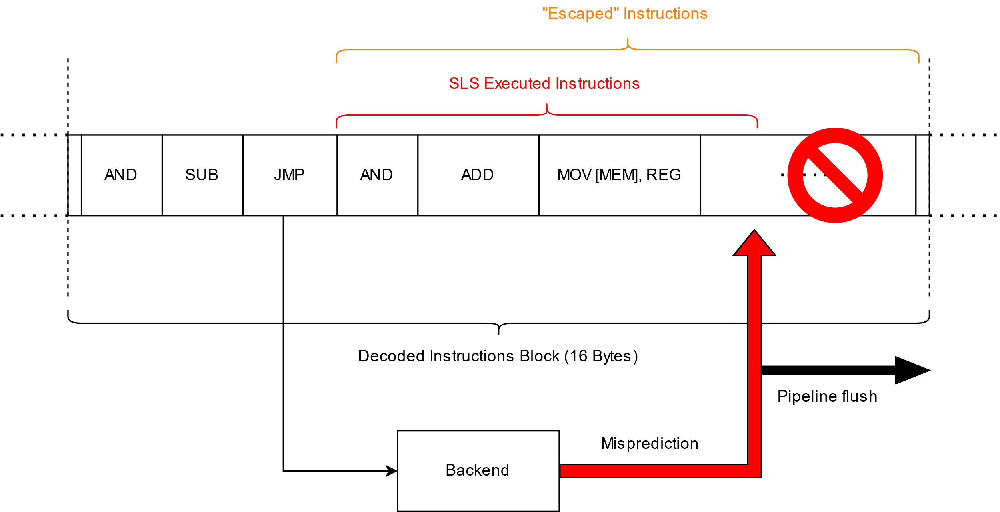 "Escaped" Instructions
SLS Executed Instructions
AND
SUB
JMP
AND
ADD
MOV [MEM], REG
Decoded Instructions Block (16 Bytes)
Pipeline flush
Misprediction
Backend